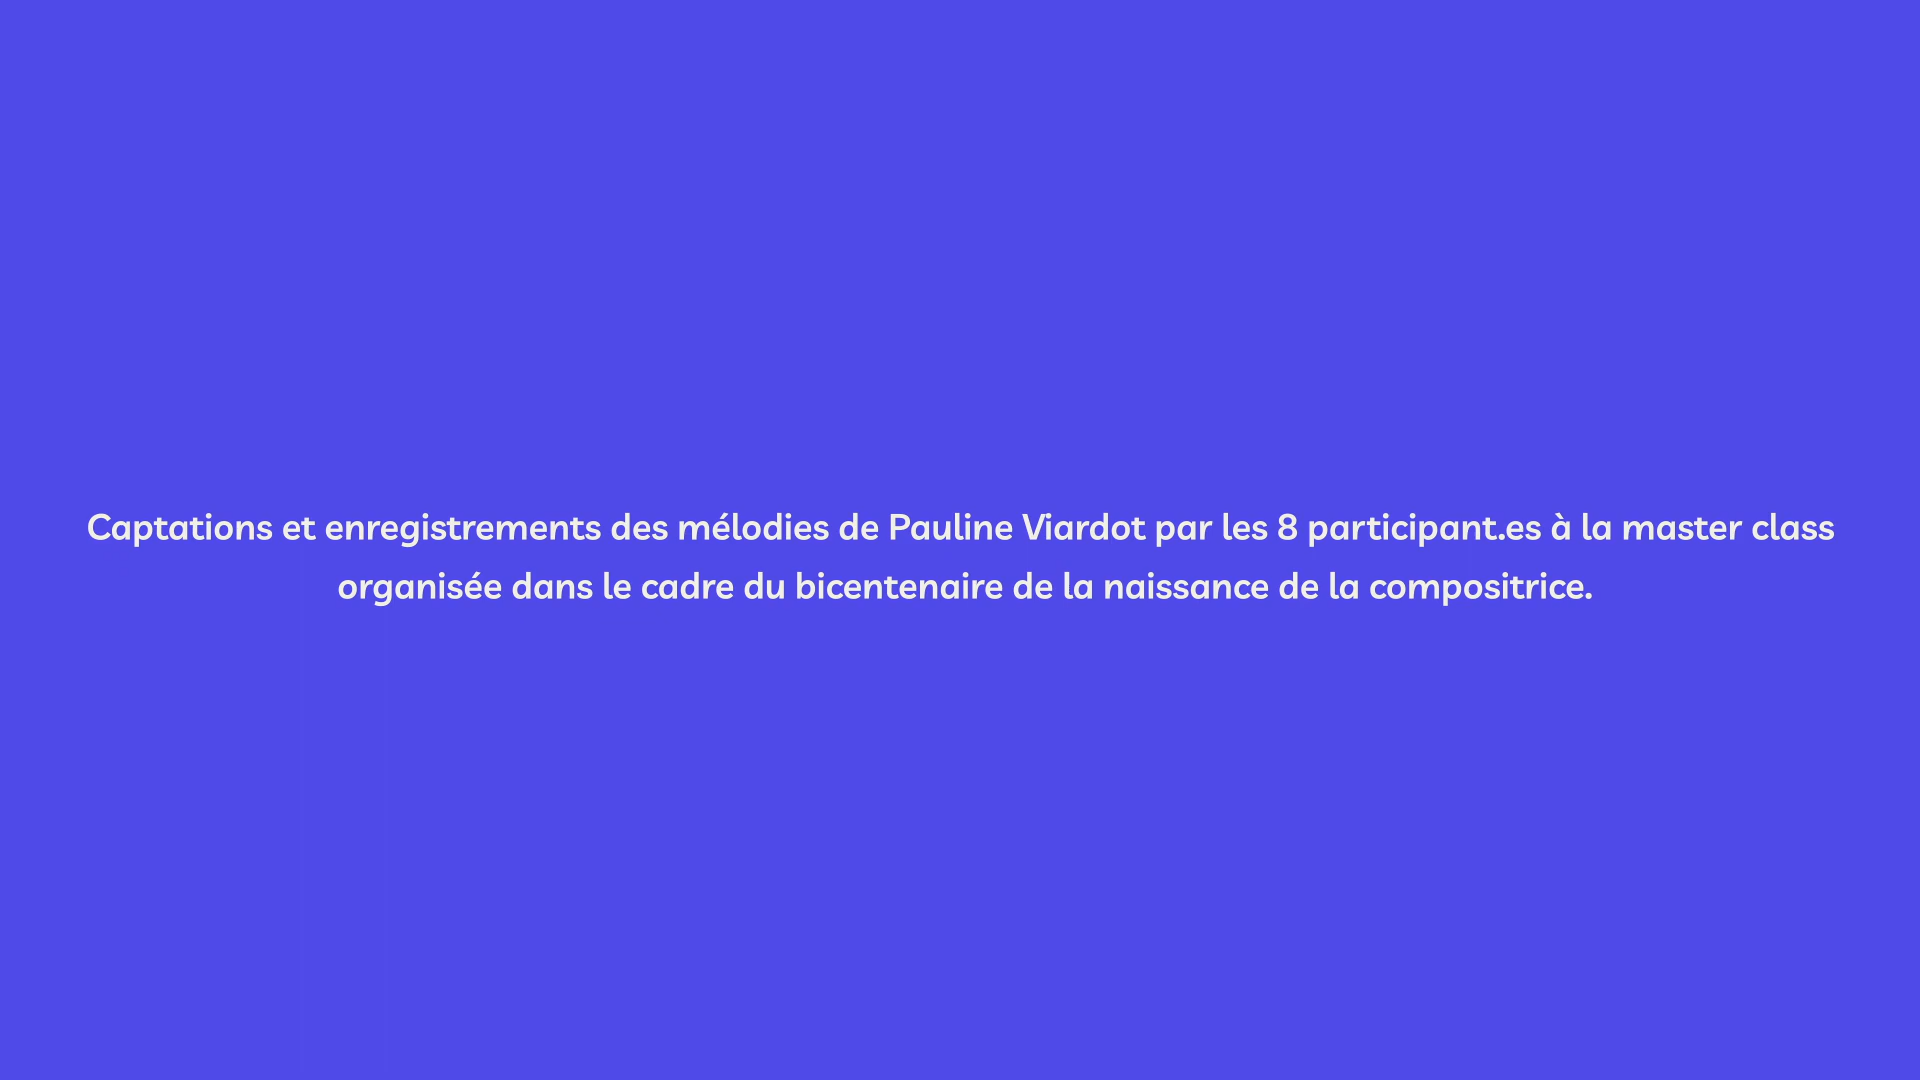 Captations et enregistrements des mélodies de Pauline Viardot par les 8 participant.es à la master class
organisée dans le cadre du bicentenaire de la naissance de la compositrice.